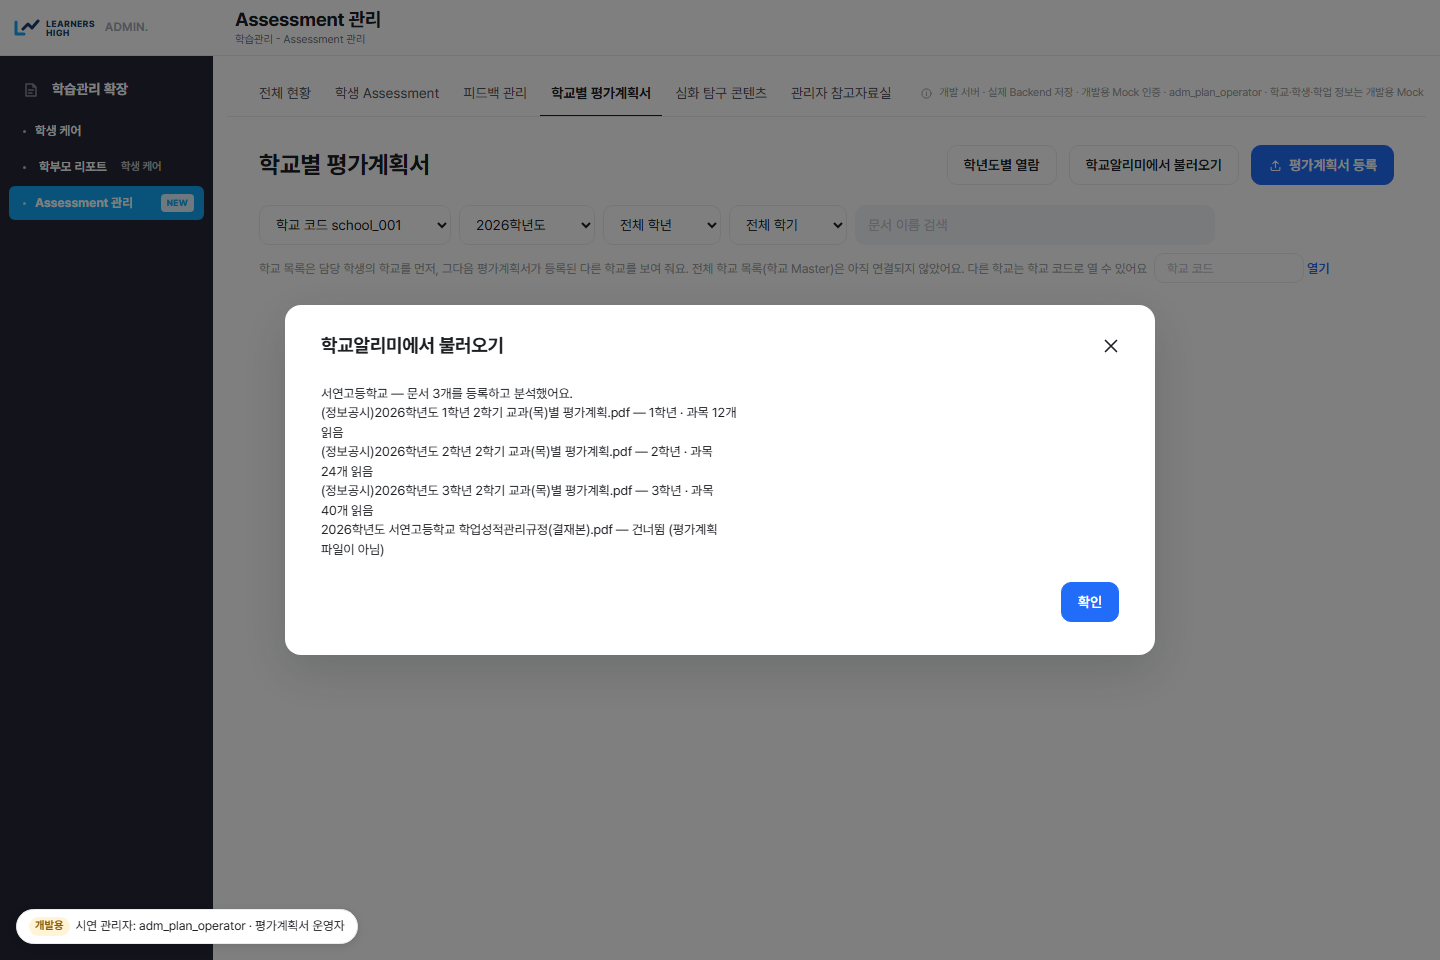 LEARNERS HIGH ADMIN.
Assessment 관리
학습관리 - Assessment 관리
학습관리 확장
학생 케어
학부모 리포트 학생 케어
Assessment 관리 NEW
전체 현황 학생 Assessment 피드백 관리 학교별 평가계획서 심화 탐구 콘텐츠 관리자 참고자료실 개발 서버 · 실제 Backend 저장 · 개발용 Mock 인증 · adm_plan_operator · 학교·학생·학업 정보는 개발용 Mock
학교별 평가계획서
학년도별 열람 학교알리미에서 불러오기 평가계획서 등록
학교 코드 school_001 2026학년도 전체 학년 전체 학기 문서 이름 검색
학교 목록은 담당 학생의 학교를 먼저, 그다음 평가계획서가 등록된 다른 학교를 보여 줘요. 전체 학교 목록(학교 Master)은 아직 연결되지 않았어요. 다른 학교는 학교 코드로 열 수 있어요 학교 코드 열기
학교알리미에서 불러오기
서연고등학교 — 문서 3개를 등록하고 분석했어요.
(정보공시)2026학년도 1학년 2학기 교과(목)별 평가계획.pdf — 1학년 · 과목 12개
읽음
(정보공시)2026학년도 2학년 2학기 교과(목)별 평가계획.pdf — 2학년 · 과목
24개 읽음
(정보공시)2026학년도 3학년 2학기 교과(목)별 평가계획.pdf — 3학년 · 과목
40개 읽음
2026학년도 서연고등학교 학업성적관리규정(결재본).pdf — 건너뜀 (평가계획
파일이 아님)
확인
개발용 시연 관리자: adm_plan_operator · 평가계획서 운영자